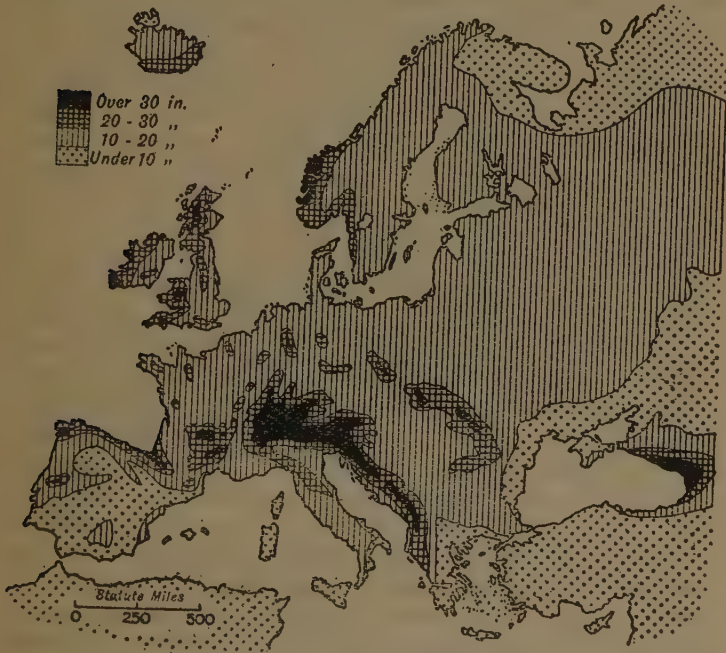 Over 30 in.
20 - 30 „
10 - 20 „
Under 10 „
Statute Miles
0 250 500